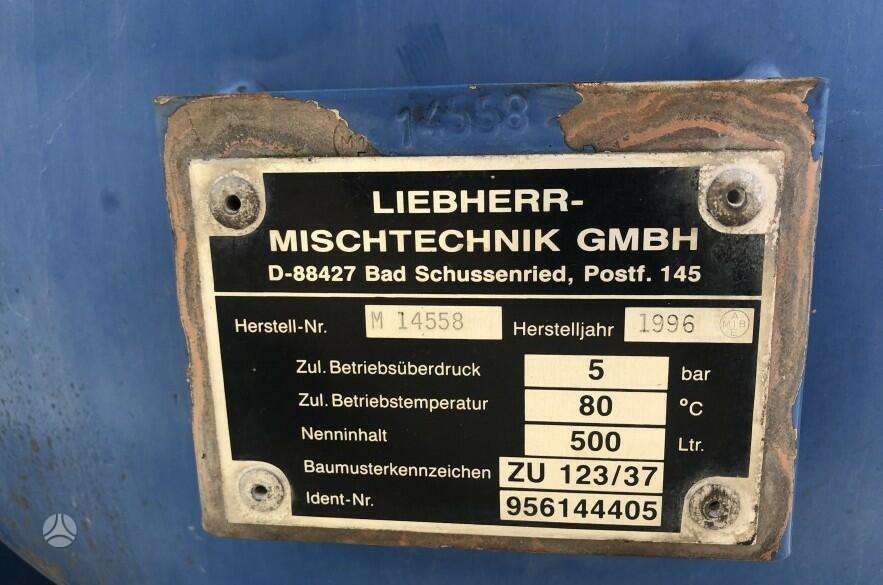 14558
LIEBHERR-
MISCHTECHNIK GMBH
D-88427 Bad Schussenried, Postf. 145
Herstell-Nr. M 14558 Herstelljahr 1996
Zul. Betriebsüberdruck 5 bar
Zul. Betriebstemperatur 80 °C
Nenninhalt 500 Ltr.
Baumusterkennzeichen ZU 123/37
Ident-Nr. 956144405